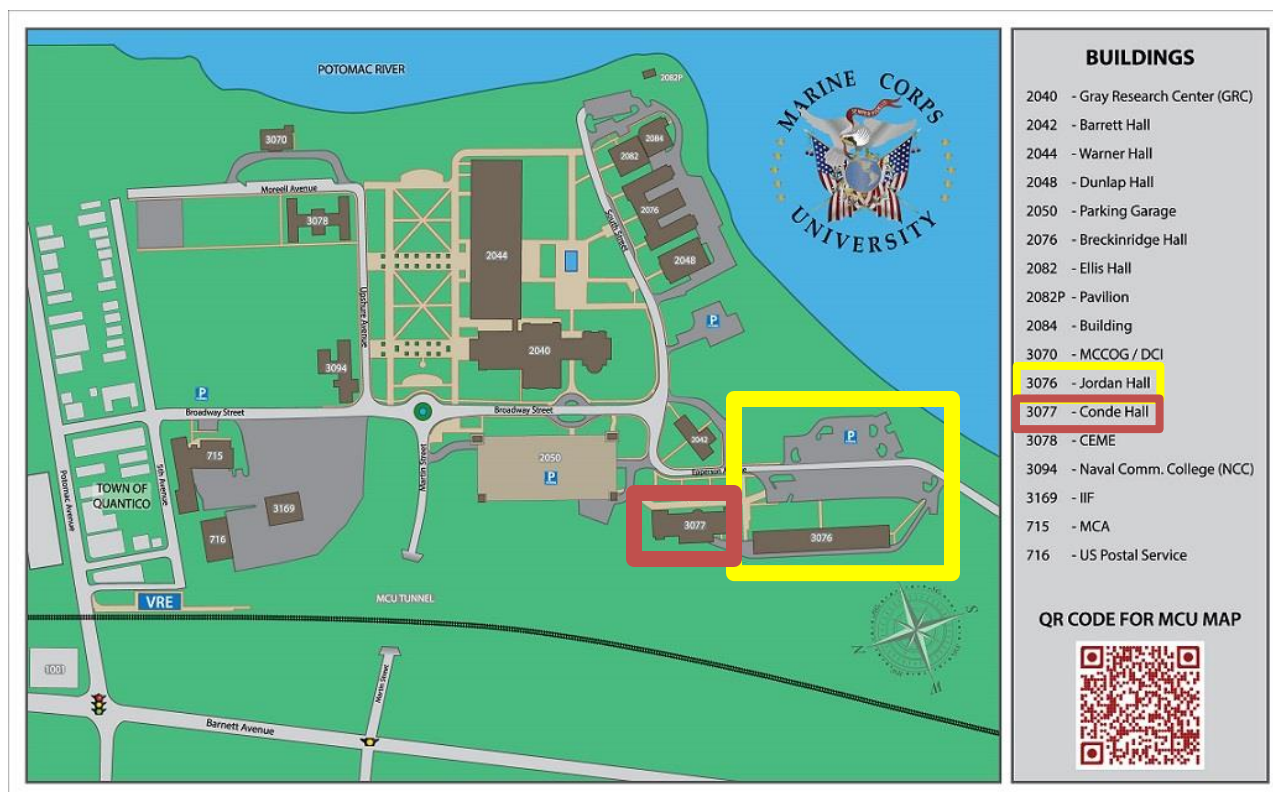 POTOMAC RIVER
2082P
MARINE CORPS
UNIVERSITY
3070
2084
2082
Moreell Avenue
3078
2076
South Street
2044
2048
Upshure Avenue
P
2040
3094
P
Broadway Street
Broadway Street
2042
P
715
2050
P
Martin Street
Epperson Avenue
TOWN OF
QUANTICO
5th Avenue
Potomac Avenue
3169
716
3077
3076
VRE
MCU TUNNEL
S
N
W
1001
Martin Street
Barnett Avenue
BUILDINGS
2040 - Gray Research Center (GRC)
2042 - Barrett Hall
2044 - Warner Hall
2048 - Dunlap Hall
2050 - Parking Garage
2076 - Breckinridge Hall
2082 - Ellis Hall
2082P - Pavilion
2084 - Building
3070 - MCCOG / DCI
3076 - Jordan Hall
3077 - Conde Hall
3078 - CEME
3094 - Naval Comm. College (NCC)
3169 - IIF
715 - MCA
716 - US Postal Service
QR CODE FOR MCU MAP